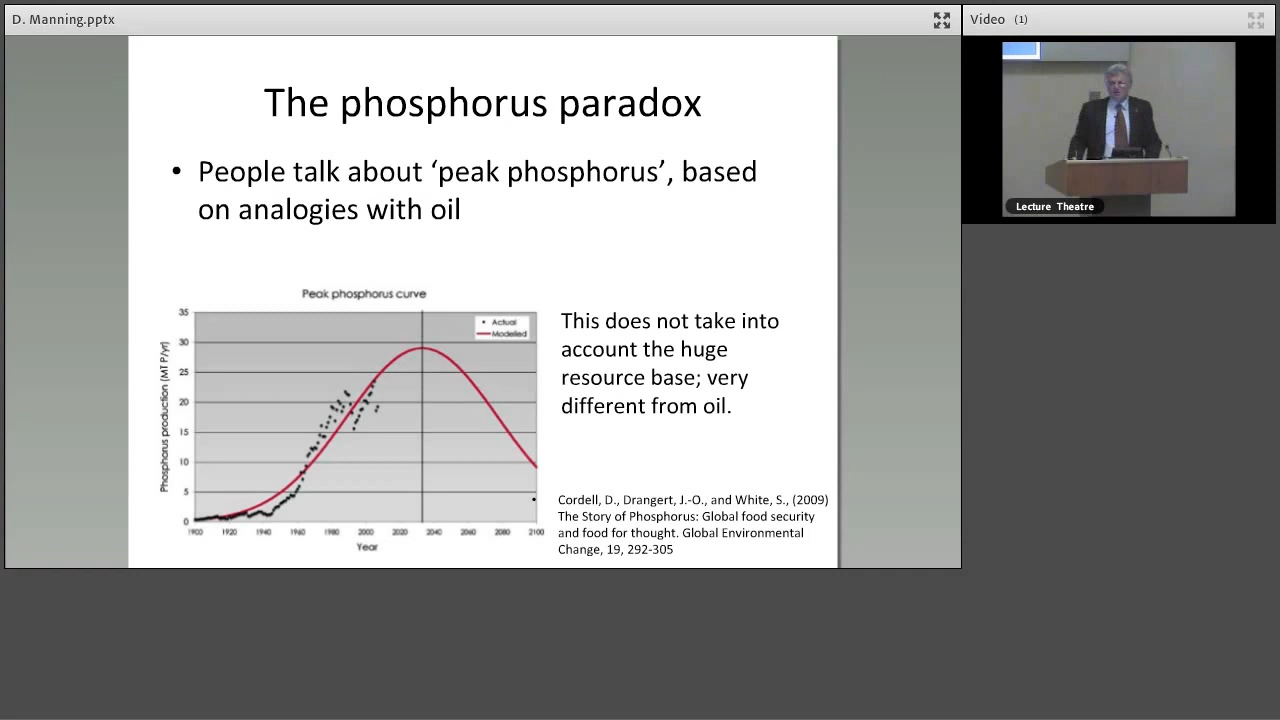 D. Manning.pptx
Video (1)
Lecture Theatre
The phosphorus paradox
• People talk about ‘peak phosphorus’, based
on analogies with oil
Peak phosphorus curve
Phosphorus production (MT P/yr)
35
30
25
20
15
10
5
0
Actual
Modelled
1900 1920 1940 1960 1980 2000 2020 2040 2060 2080 2100
Year
This does not take into
account the huge
resource base; very
different from oil.
• Cordell, D., Drangert, J.-O., and White, S., (2009)
The Story of Phosphorus: Global food security
and food for thought. Global Environmental
Change, 19, 292-305